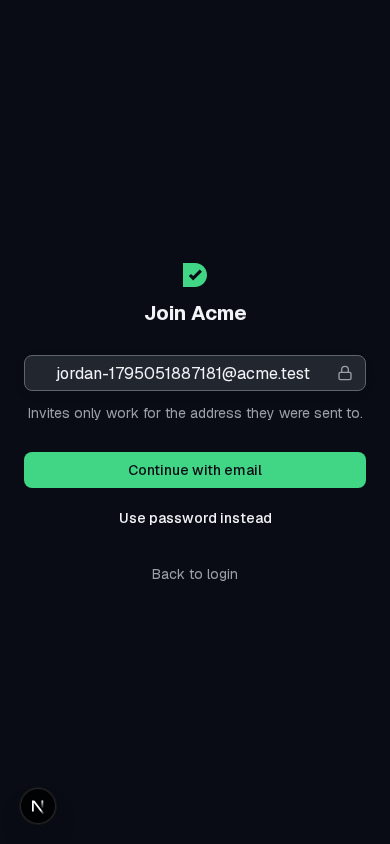 Join Acme
jordan-1795051887181@acme.test
Invites only work for the address they were sent to.
Continue with email
Use password instead
Back to login
N